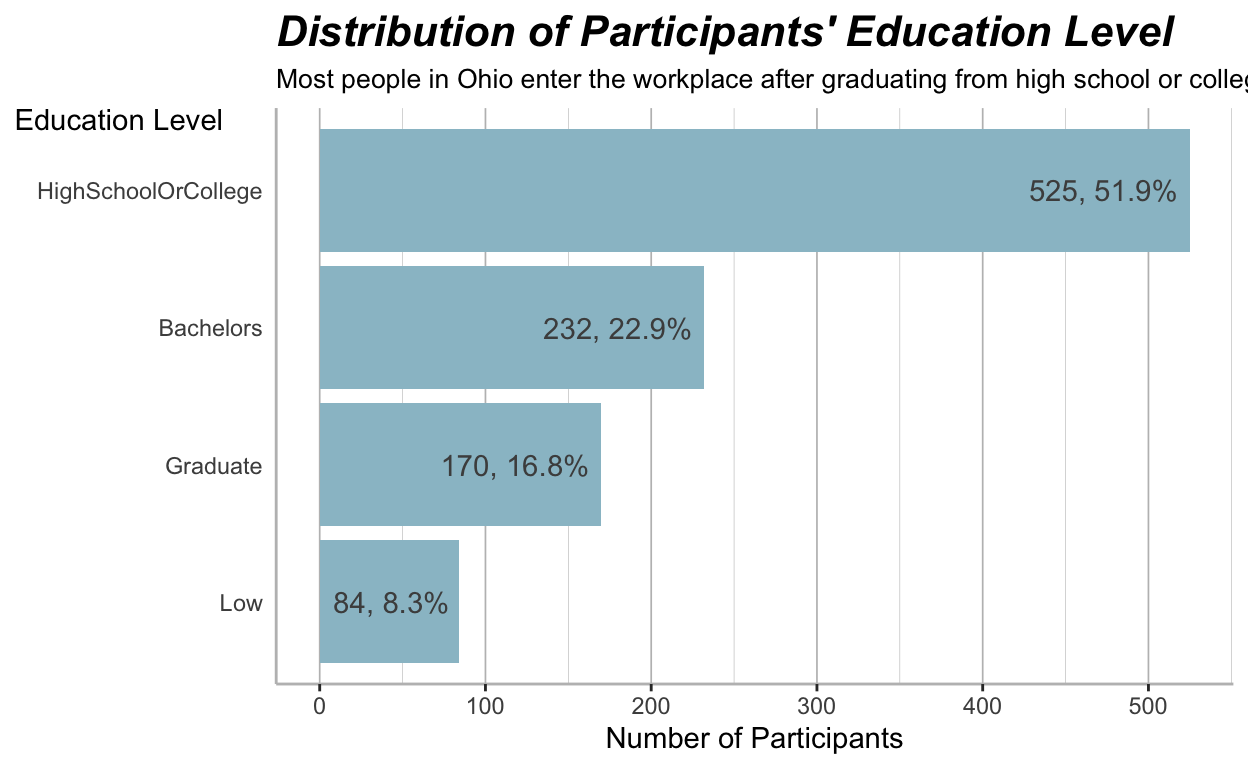 Distribution of Participants' Education Level
Most people in Ohio enter the workplace after graduating from high school or
Education Level
HighSchoolOrCollege
525, 51.9%
Bachelors
232, 22.9%
Graduate
170, 16.8%
Low
84, 8.3%
0 100 200 300 400 500
Number of Participants